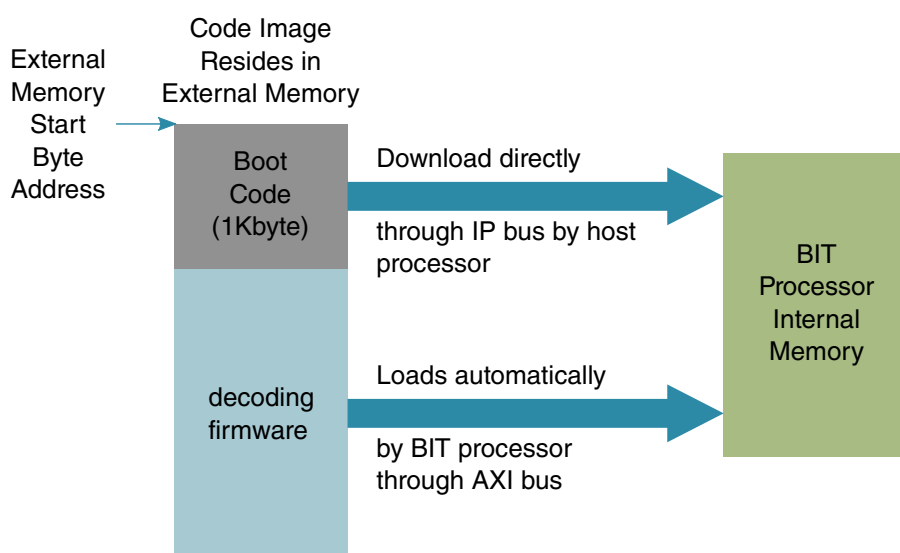 Code Image
Resides in
External Memory
External
Memory
Start
Byte
Address
Boot
Code
(1Kbyte)
Download directly
through IP bus by host
processor
BIT
Processor
Internal
Memory
decoding
firmware
Loads automatically
by BIT processor
through AXI bus